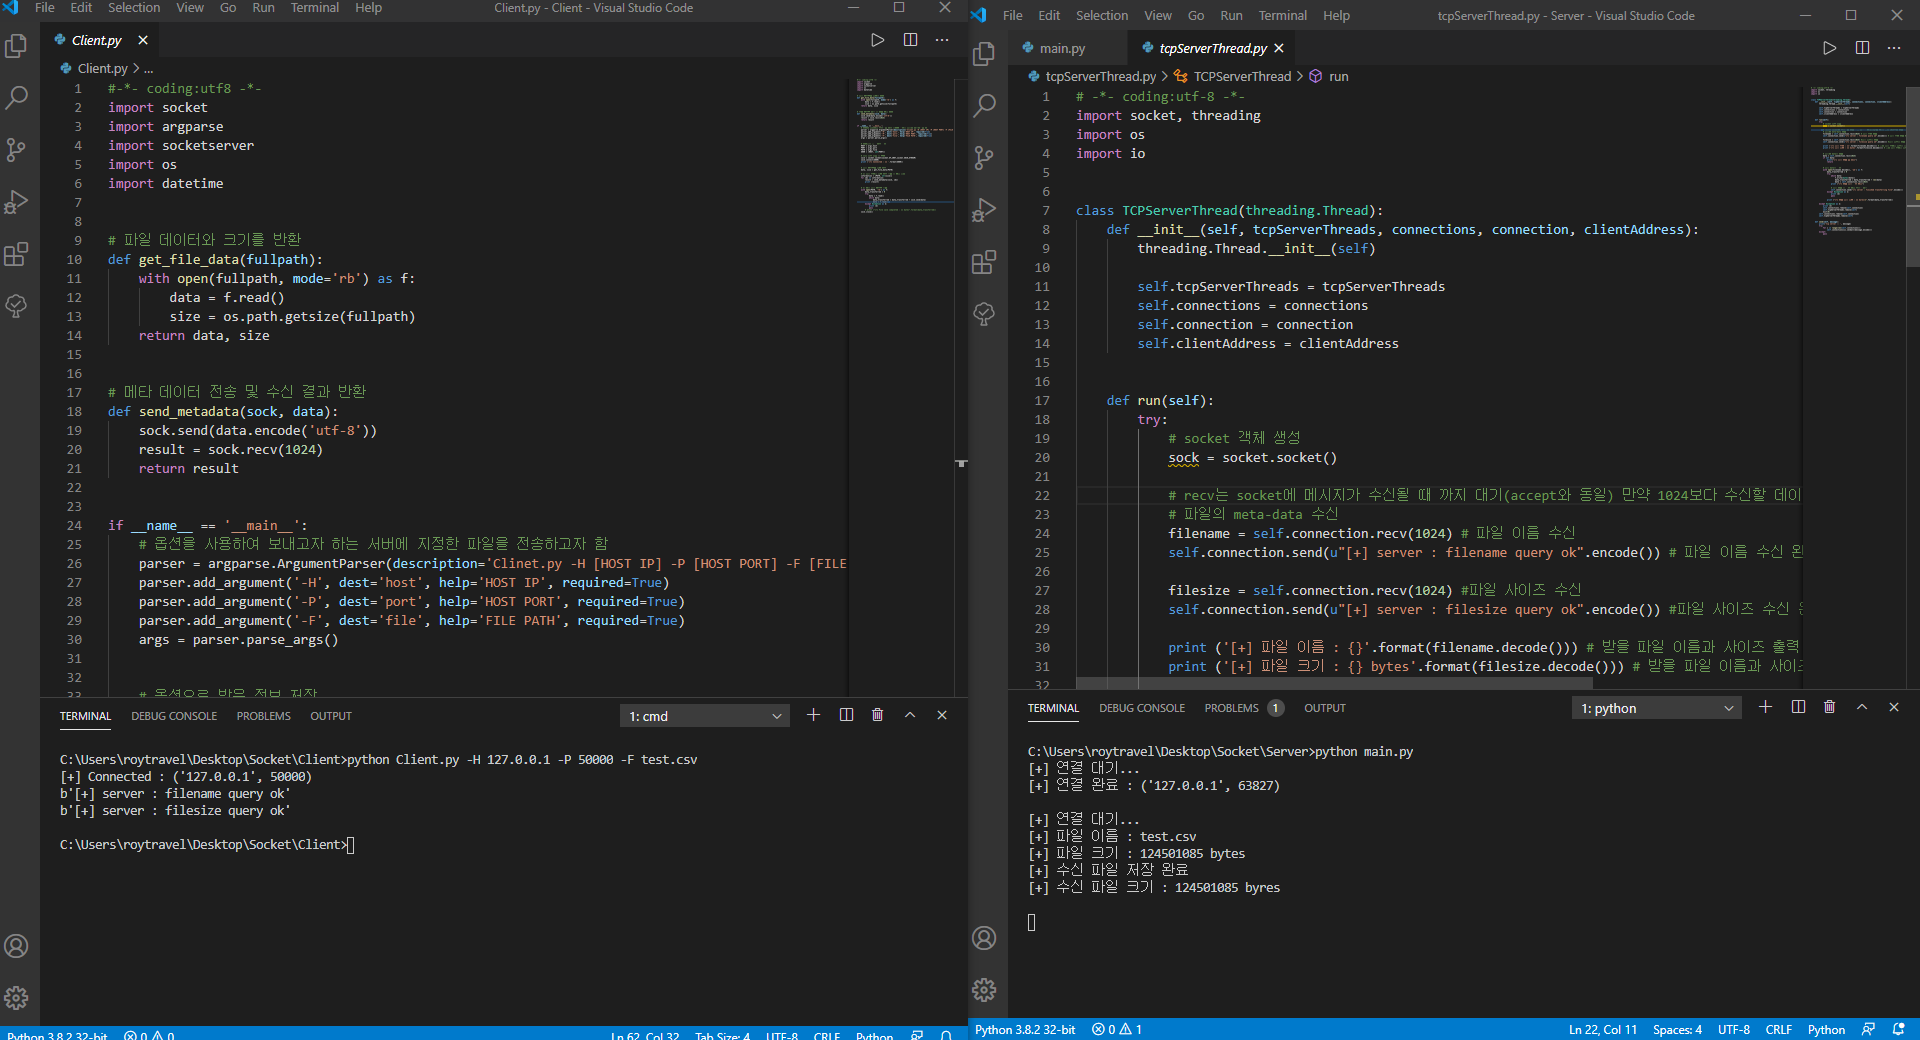 File Edit Selection View Go Run Terminal Help Client.py - Client - Visual Studio Code
Client.py
Client.py > ...
1 #-*- coding:utf8 -*-
2 import socket
3 import argparse
4 import socketserver
5 import os
6 import datetime
7
8
9 # 파일 데이터와 크기를 반환
10 def get_file_data(fullpath):
11 with open(fullpath, mode='rb') as f:
12 data = f.read()
13 size = os.path.getsize(fullpath)
14 return data, size
15
16
17 # 메타 데이터 전송 및 수신 결과 반환
18 def send_metadata(sock, data):
19 sock.send(data.encode('utf-8'))
20 result = sock.recv(1024)
21 return result
22
23
24 if __name__ == '__main__':
25 # 옵션을 사용하여 보내고자 하는 서버에 지정한 파일을 전송하고자 함
26 parser = argparse.ArgumentParser(description='Clinet.py -H [HOST IP] -P [HOST PORT] -F [FILE
27 parser.add_argument('-H', dest='host', help='HOST IP', required=True)
28 parser.add_argument('-P', dest='port', help='HOST PORT', required=True)
29 parser.add_argument('-F', dest='file', help='FILE PATH', required=True)
30 args = parser.parse_args()
31
32
33 # 옵션으로 받은 정보 저장
TERMINAL DEBUG CONSOLE PROBLEMS OUTPUT 1: cmd
C:\Users\roytravel\Desktop\Socket\Client>python Client.py -H 127.0.0.1 -P 50000 -F test.csv
[+] Connected : ('127.0.0.1', 50000)
b'[+] server : filename query ok'
b'[+] server : filesize query ok'
C:\Users\roytravel\Desktop\Socket\Client>
Python 3.8.2 32-bit 0 0 Ln 62, Col 32 Tab Size: 4 UTF-8 CRLF Python
File Edit Selection View Go Run Terminal Help tcpServerThread.py - Server - Visual Studio Code
main.py tcpServerThread.py
tcpServerThread.py > TCPServerThread > run
1 # -*- coding:utf-8 -*-
2 import socket, threading
3 import os
4 import io
5
6
7 class TCPServerThread(threading.Thread):
8 def __init__(self, tcpServerThreads, connections, connection, clientAddress):
9 threading.Thread.__init__(self)
10
11 self.tcpServerThreads = tcpServerThreads
12 self.connections = connections
13 self.connection = connection
14 self.clientAddress = clientAddress
15
16
17 def run(self):
18 try:
19 # socket 객체 생성
20 sock = socket.socket()
21
22 # recv는 socket에 메시지가 수신될 때 까지 대기(accept와 동일) 만약 1024보다 수신할 데이
23 # 파일의 meta-data 수신
24 filename = self.connection.recv(1024) # 파일 이름 수신
25 self.connection.send(u"[+] server : filename query ok".encode()) # 파일 이름 수신 완
26
27 filesize = self.connection.recv(1024) #파일 사이즈 수신
28 self.connection.send(u"[+] server : filesize query ok".encode()) #파일 사이즈 수신 완
29
30 print ('[+] 파일 이름 : {}'.format(filename.decode())) # 받을 파일 이름과 사이즈 출력
31 print ('[+] 파일 크기 : {} bytes'.format(filesize.decode())) # 받을 파일 이름과 사이즈
32
TERMINAL DEBUG CONSOLE PROBLEMS 1 OUTPUT 1: python
C:\Users\roytravel\Desktop\Socket\Server>python main.py
[+] 연결 대기...
[+] 연결 완료 : ('127.0.0.1', 63827)
[+] 연결 대기...
[+] 파일 이름 : test.csv
[+] 파일 크기 : 124501085 bytes
[+] 수신 파일 저장 완료
[+] 수신 파일 크기 : 124501085 byres
Python 3.8.2 32-bit 0 1 Ln 22, Col 11 Spaces: 4 UTF-8 CRLF Python